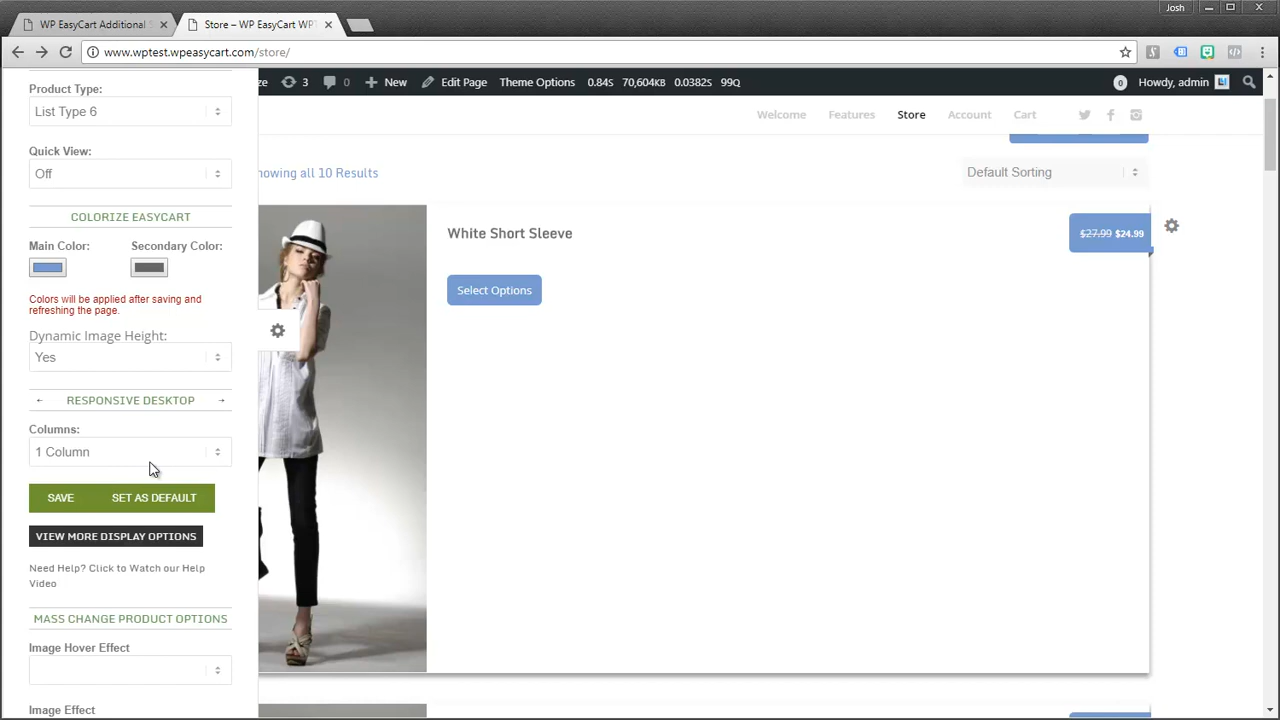 Josh
WP EasyCart Additional S
Store – WP EasyCart WPT
www.wptest.wpeasycart.com/store/
ze 3 0 New Edit Page Theme Options 0.84S 70,604KB 0.0382S 99Q 0 Howdy, admin
Welcome Features Store Account Cart
Product Type:
List Type 6
Quick View:
Off
COLORIZE EASYCART
Main Color: Secondary Color:
Colors will be applied after saving and
refreshing the page.
Dynamic Image Height:
Yes
← RESPONSIVE DESKTOP →
Columns:
1 Column
SAVE SET AS DEFAULT
VIEW MORE DISPLAY OPTIONS
Need Help? Click to Watch our Help
Video
MASS CHANGE PRODUCT OPTIONS
Image Hover Effect
Image Effect
howing all 10 Results
Default Sorting
White Short Sleeve
$27.99 $24.99
Select Options